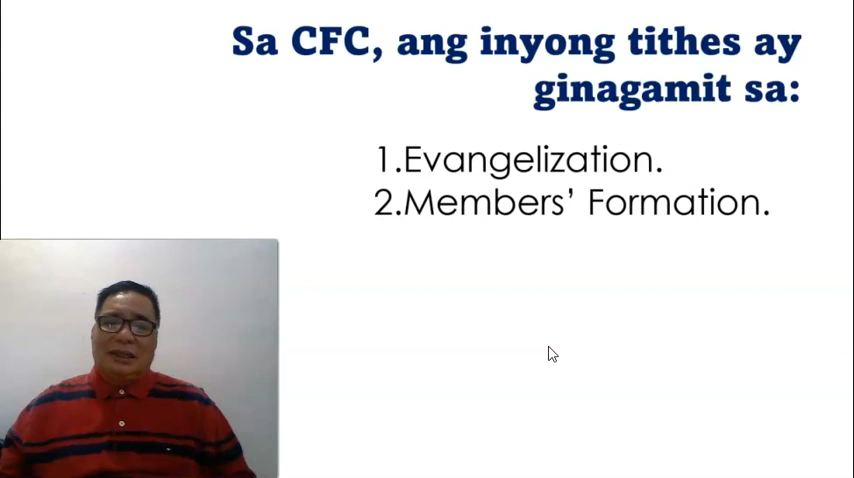 Sa CFC, ang inyong tithes ay
ginagamit sa:
1.Evangelization.
2.Members’ Formation.